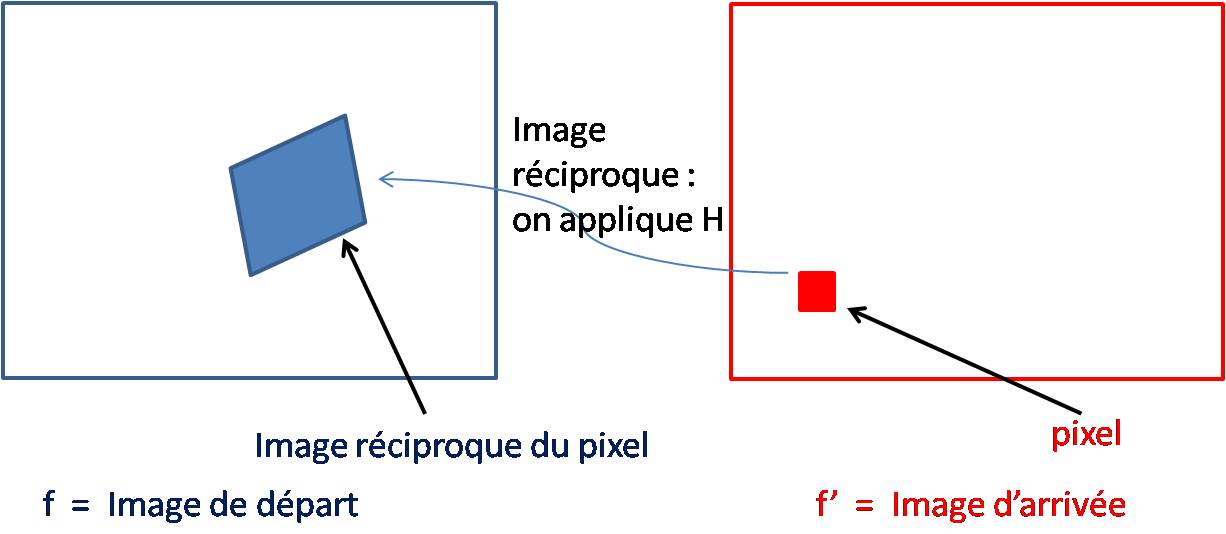 Image
réciproque :
on applique H
Image réciproque du pixel
pixel
f = Image de départ
f’ = Image d’arrivée